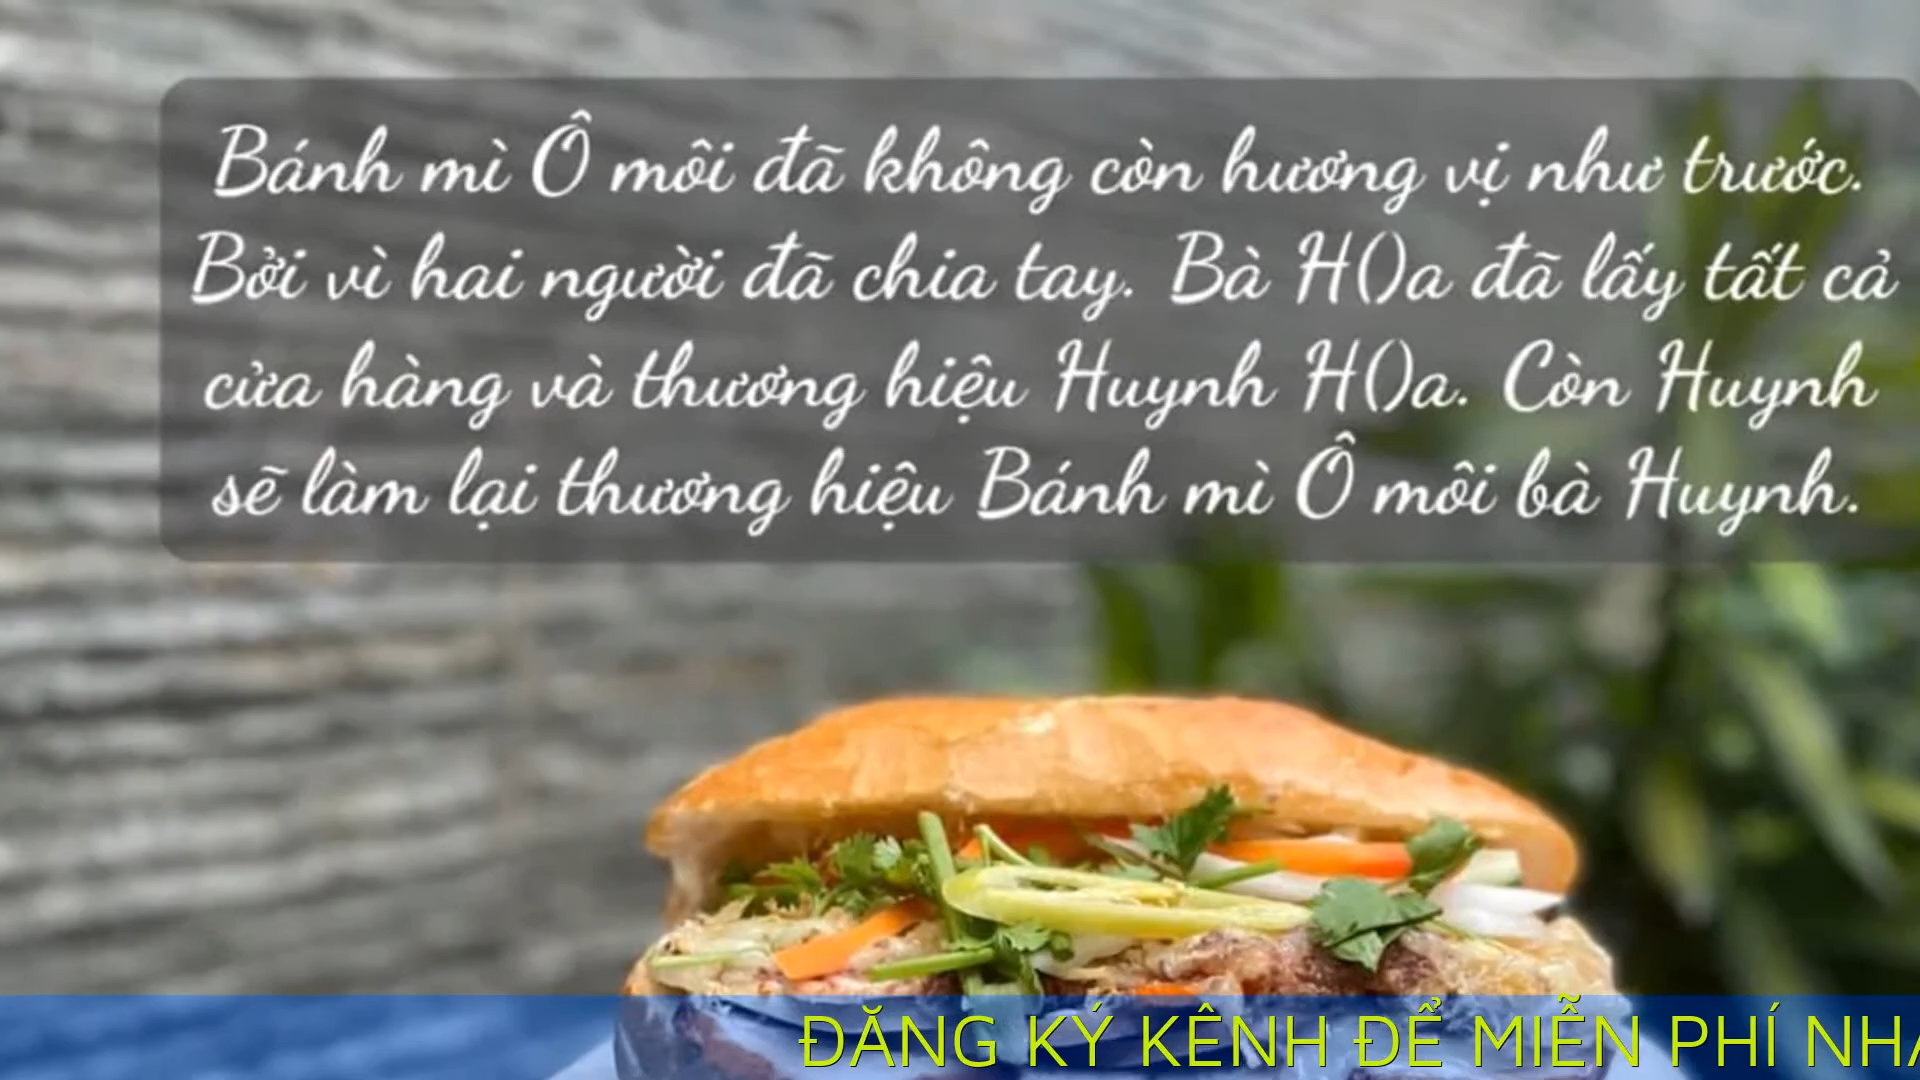 Bánh mì Ô môi đã không còn hương vị như trước.
Bởi vì hai người đã chia tay. Bà H()a đã lấy tất cả
cửa hàng và thương hiệu Huynh H()a. Còn Huynh
sẽ làm lại thương hiệu Bánh mì Ô môi bà Huynh.
ĐĂNG KÝ KÊNH ĐỂ MIỄN PHÍ